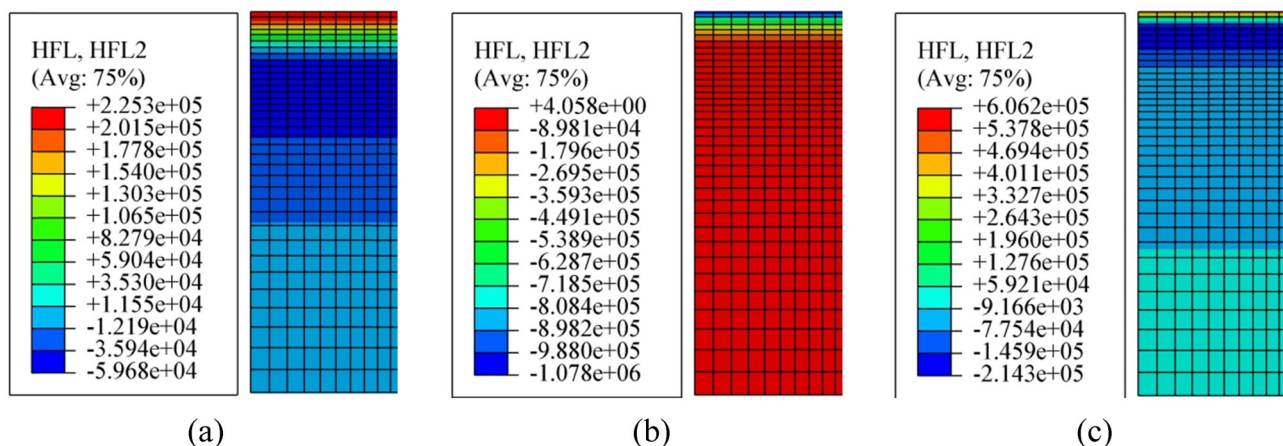 HFL, HFL2
(Avg: 75%)
+2.253e+05
+2.015e+05
+1.778e+05
+1.540e+05
+1.303e+05
+1.065e+05
+8.279e+04
+5.904e+04
+3.530e+04
+1.155e+04
-1.219e+04
-3.594e+04
-5.968e+04
(a)
HFL, HFL2
(Avg: 75%)
+4.058e+00
-8.981e+04
-1.796e+05
-2.695e+05
-3.593e+05
-4.491e+05
-5.389e+05
-6.287e+05
-7.185e+05
-8.084e+05
-8.982e+05
-9.880e+05
-1.078e+06
(b)
HFL, HFL2
(Avg: 75%)
+6.062e+05
+5.378e+05
+4.694e+05
+4.011e+05
+3.327e+05
+2.643e+05
+1.960e+05
+1.276e+05
+5.921e+04
-9.166e+03
-7.754e+04
-1.459e+05
-2.143e+05
(c)